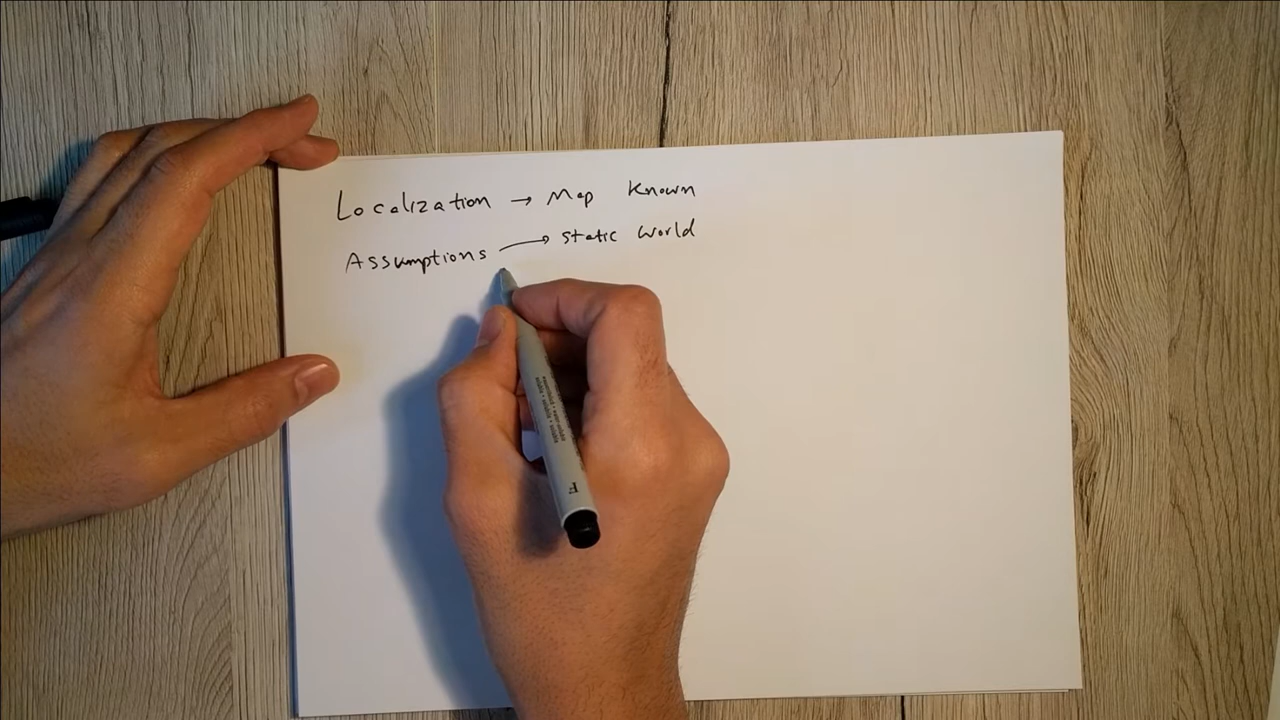 Localization → Map Known
Assumptions → static world
F